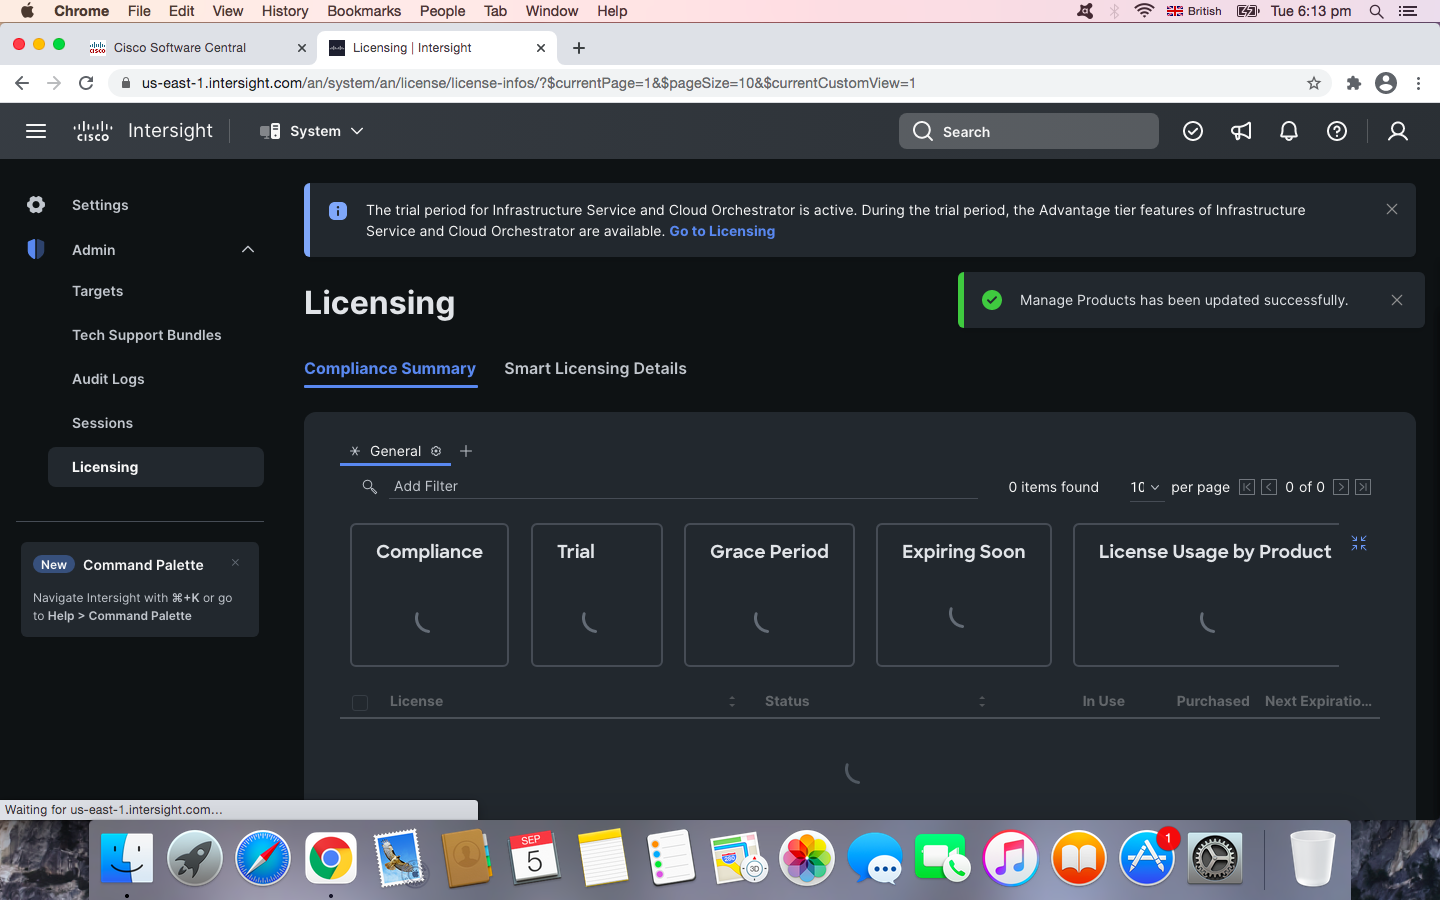 Chrome File Edit View History Bookmarks People Tab Window Help British Tue 6:13 pm
Cisco Software Central Licensing | Intersight
us-east-1.intersight.com/an/system/an/license/license-infos/?$currentPage=1&$pageSize=10&$currentCustomView=1
cisco Intersight System Search
Settings
Admin
Targets
Tech Support Bundles
Audit Logs
Sessions
Licensing
New Command Palette
Navigate Intersight with ⌘+K or go
to Help > Command Palette
The trial period for Infrastructure Service and Cloud Orchestrator is active. During the trial period, the Advantage tier features of Infrastructure
Service and Cloud Orchestrator are available. Go to Licensing
Licensing
Manage Products has been updated successfully.
Compliance Summary Smart Licensing Details
General
Add Filter 0 items found 10 per page 0 of 0
Compliance Trial Grace Period Expiring Soon License Usage by Product
License Status In Use Purchased Next Expiratio...
Waiting for us-east-1.intersight.com...
SEP
5
280
3D
1